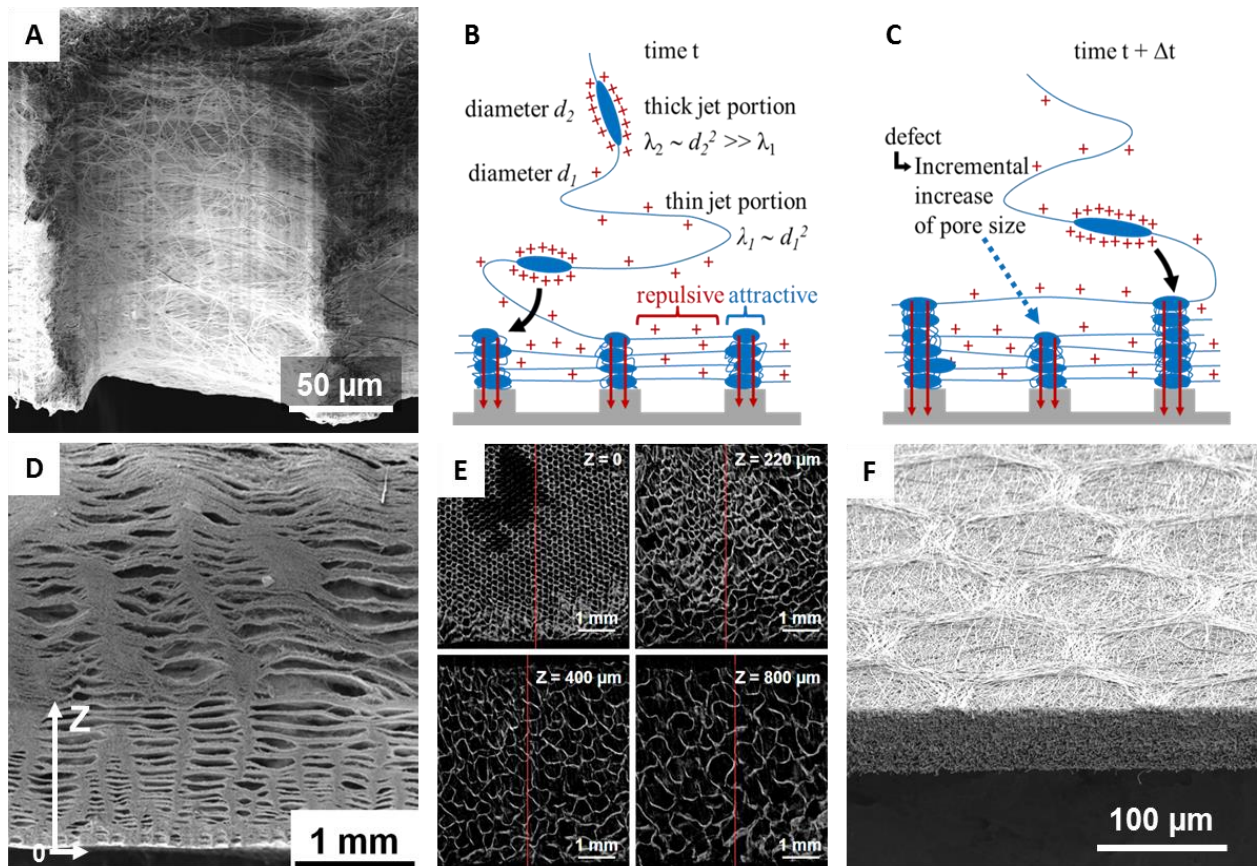 A
50 µm
B
time t
diameter d₂
thick jet portion
λ₂ ~ d₂² >> λ₁
diameter d₁
thin jet portion
λ₁ ~ d₁²
repulsive attractive
C
time t + Δt
defect
Incremental
increase
of pore size
D
Z
0
1 mm
E
Z = 0
1 mm
Z = 220 µm
1 mm
Z = 400 µm
1 mm
Z = 800 µm
1 mm
F
100 µm